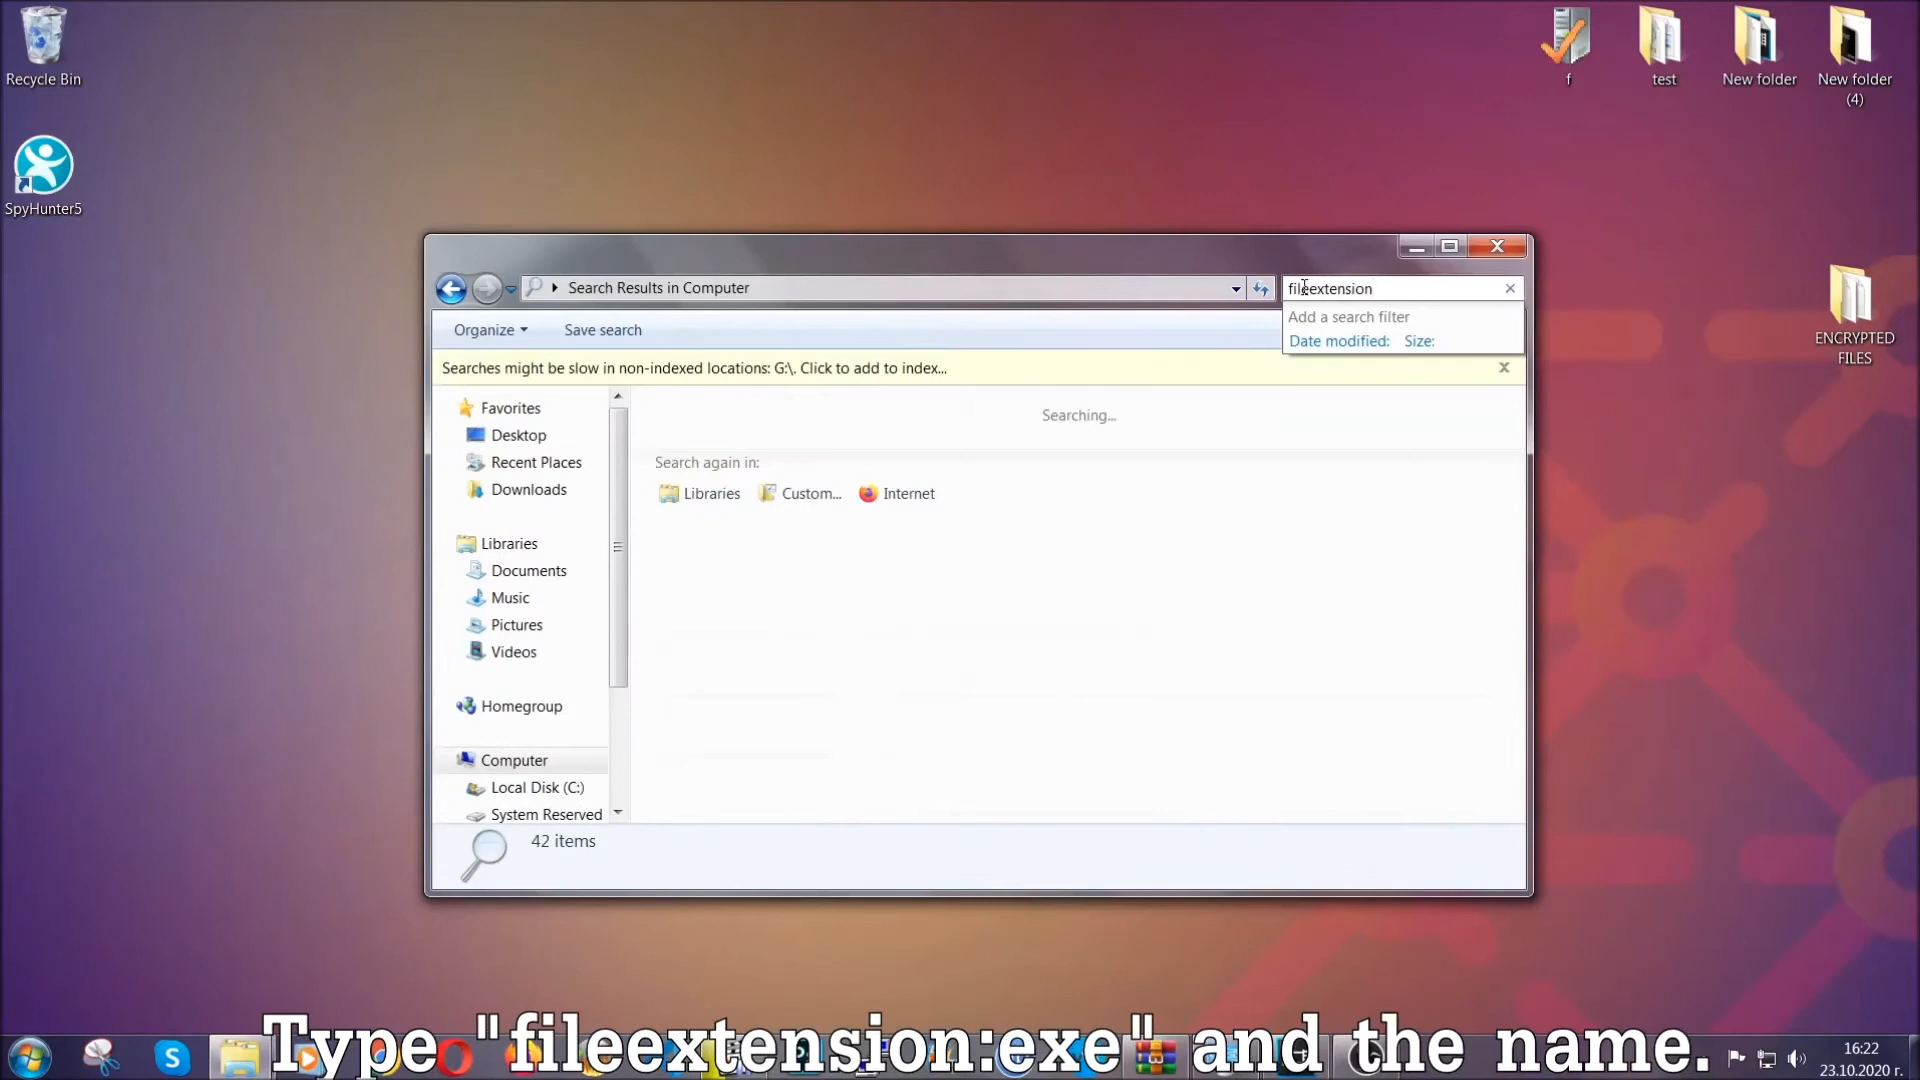 Recycle Bin
SpyHunter5
f
test
New folder
New folder
(4)
ENCRYPTED
FILES
Search Results in Computer
fileextension
Add a search filter
Date modified: Size:
Organize
Save search
Searches might be slow in non-indexed locations: G:\. Click to add to index...
Favorites
Desktop
Recent Places
Downloads
Libraries
Documents
Music
Pictures
Videos
Homegroup
Computer
Local Disk (C:)
System Reserved
Searching...
Search again in:
Libraries
Custom...
Internet
42 items
Type "fileextension:exe" and the name.
16:22
23.10.2020 г.